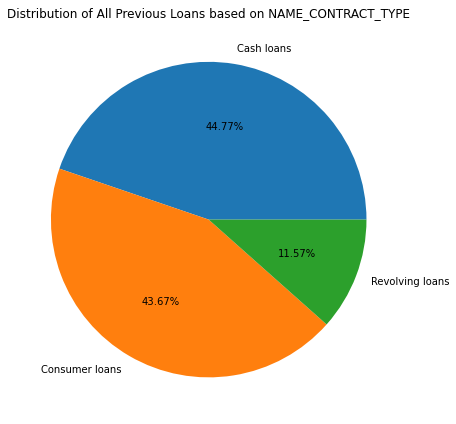 Distribution of All Previous Loans based on NAME_CONTRACT_TYPE
Cash loans
44.77%
11.57%
Revolving loans
43.67%
Consumer loans